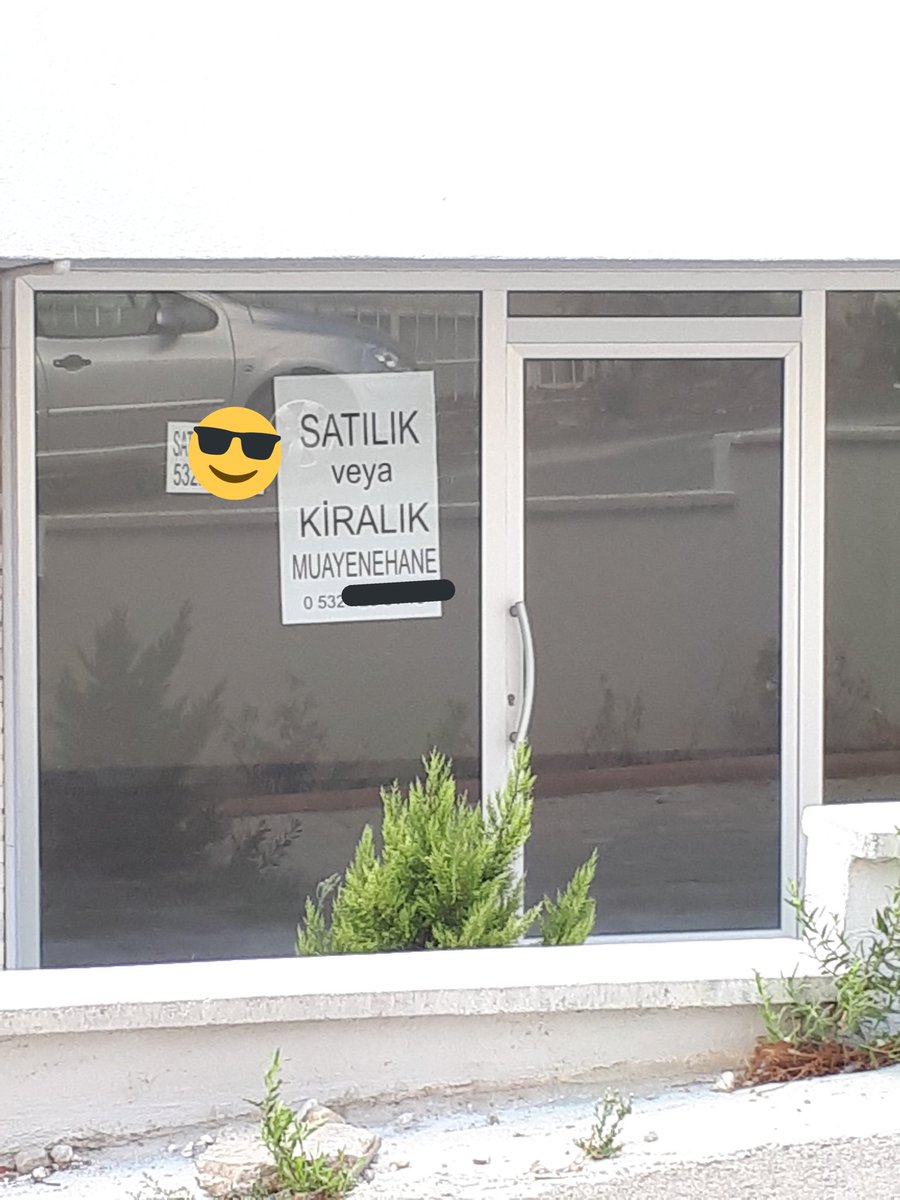 SATILIK
veya
KİRALIK
MUAYENEHANE
0 532